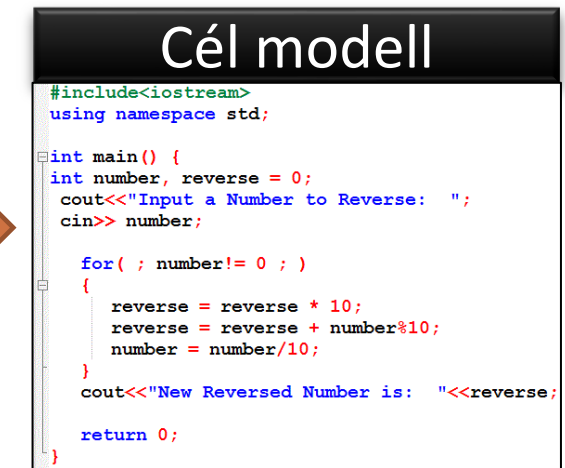 Cél modell
#include<iostream>
using namespace std;
int main() {
int number, reverse = 0;
cout<<"Input a Number to Reverse:  ";
cin>> number;
for( ; number!= 0 ; )
{
reverse = reverse * 10;
reverse = reverse + number%10;
number = number/10;
}
cout<<"New Reversed Number is:  "<<reverse;
return 0;
}